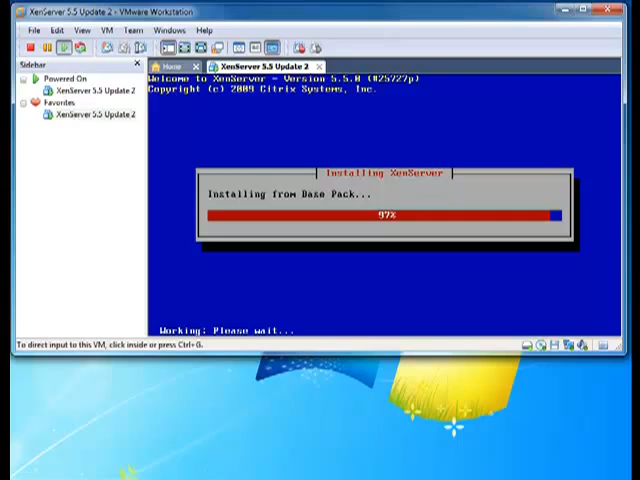 XenServer 5.5 Update 2 - VMware Workstation
File Edit View VM Team Windows Help
Sidebar
Powered On
XenServer 5.5 Update 2
Favorites
XenServer 5.5 Update 2
Home
XenServer 5.5 Update 2
Welcome to XenServer - Version 5.5.0 (#25727p)
Copyright (c) 2009 Citrix Systems, Inc.
Installing XenServer
Installing from Base Pack...
97%
Working: Please wait...
To direct input to this VM, click inside or press Ctrl+G.